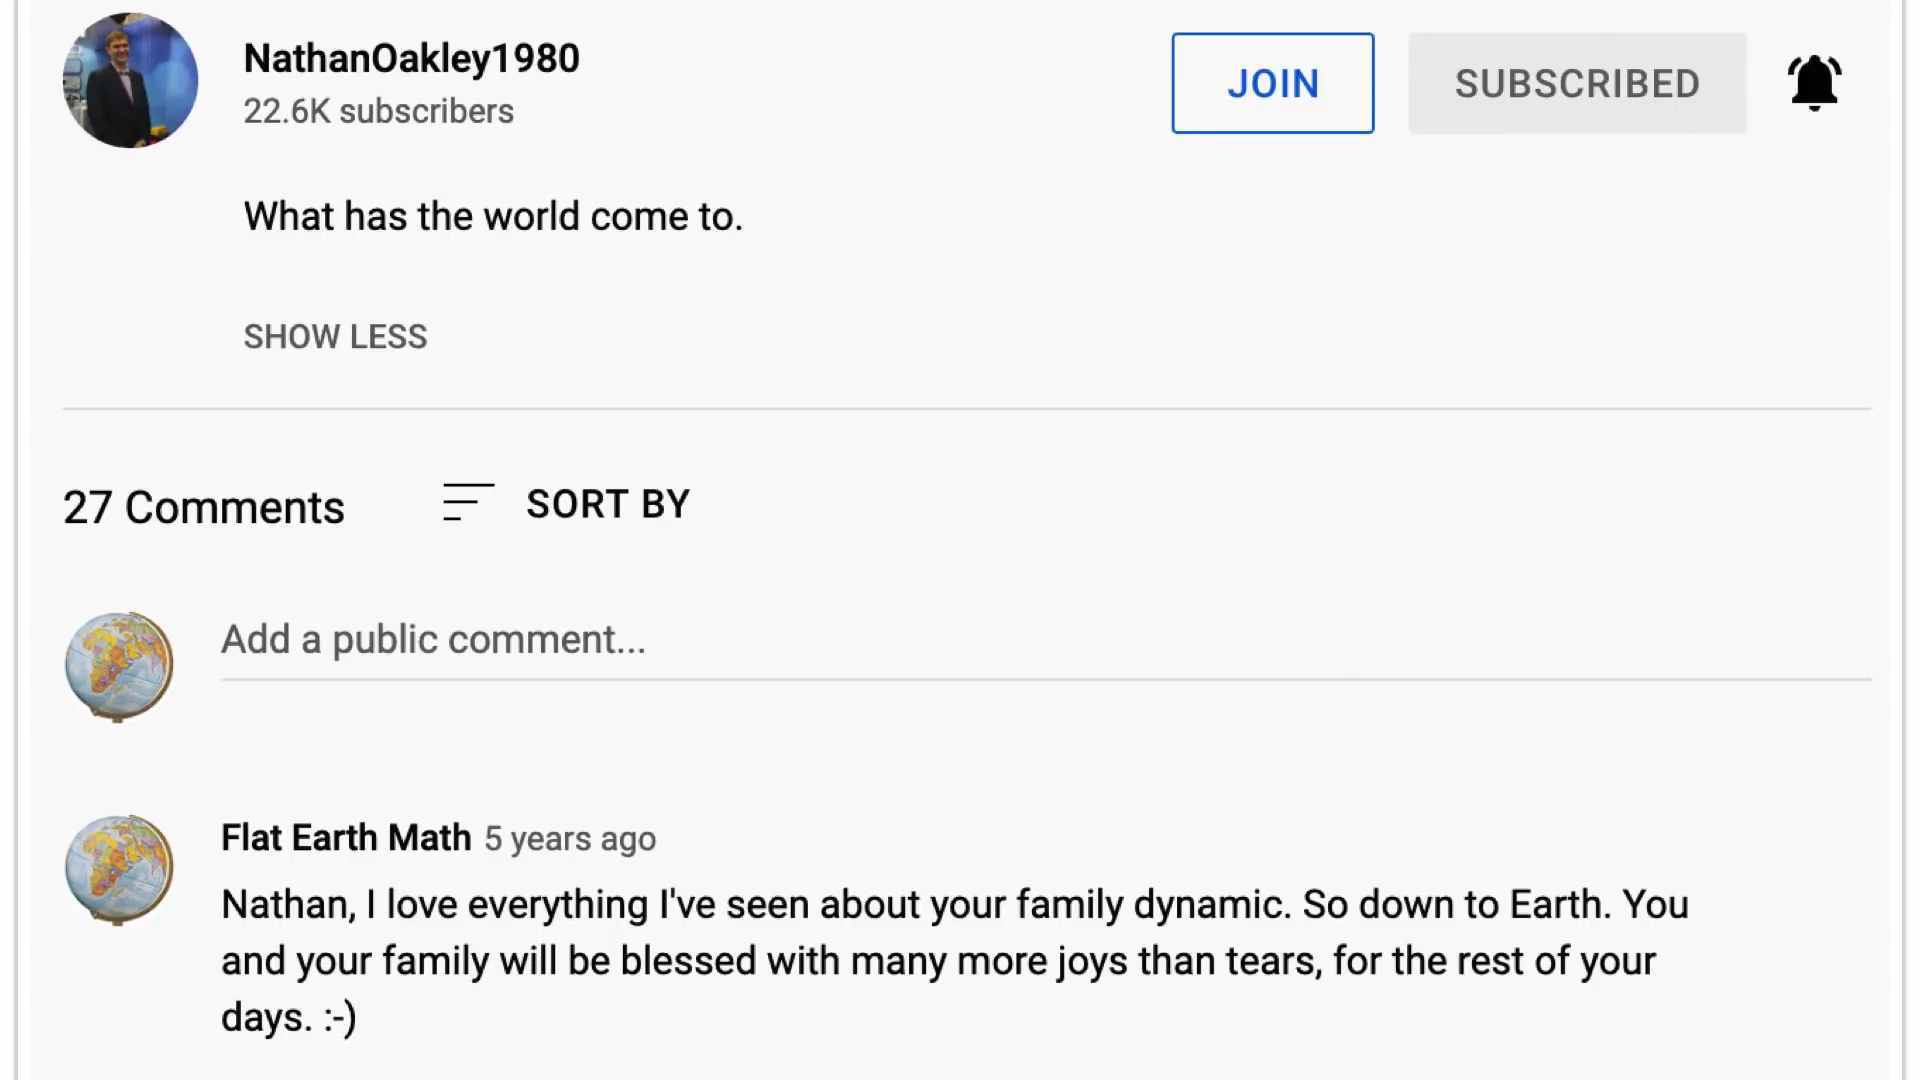 NathanOakley1980
22.6K subscribers
JOIN
SUBSCRIBED
What has the world come to.
SHOW LESS
27 Comments
SORT BY
Add a public comment...
Flat Earth Math 5 years ago
Nathan, I love everything I've seen about your family dynamic. So down to Earth. You
and your family will be blessed with many more joys than tears, for the rest of your
days. :-)